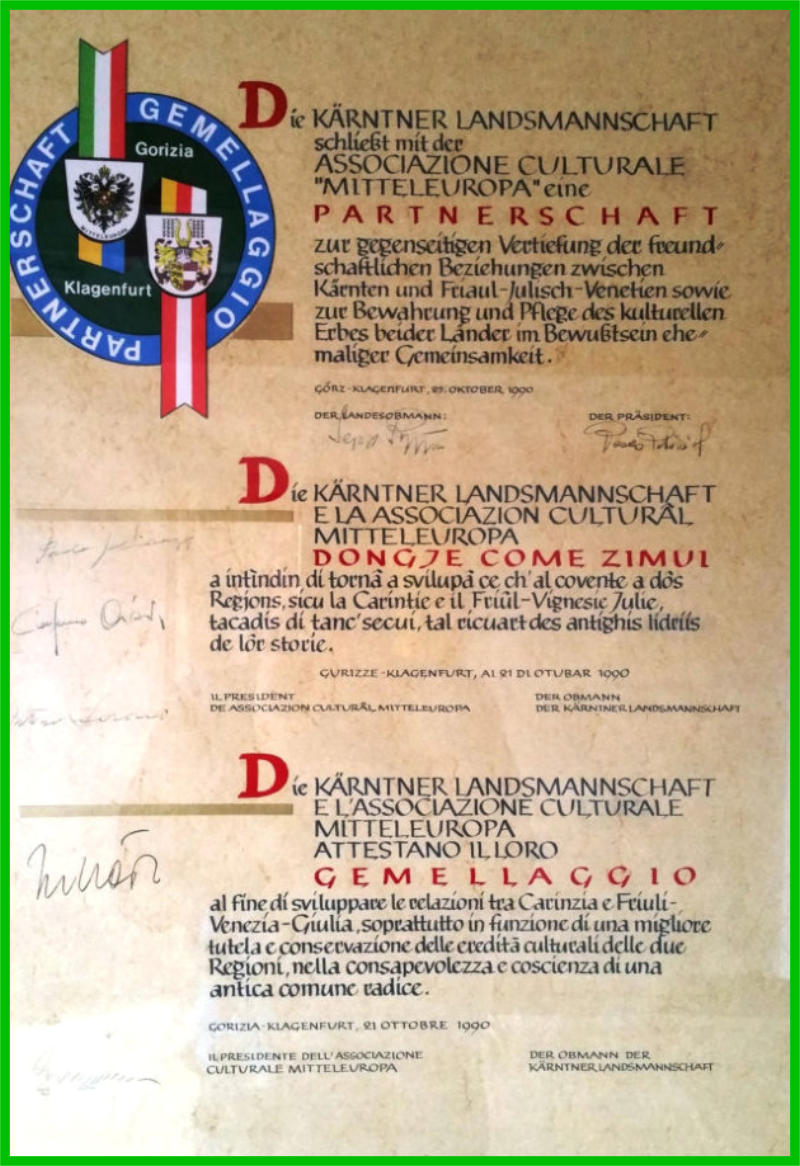 PARTNERSCHAFT GEMELLAGGIO
Gorizia
MITTELEUROPA
Klagenfurt
Die KÄRNTNER LANDSMANNSCHAFT
schließt mit der
ASSOCIAZIONE CULTURALE
"MITTELEUROPA" eine
PARTNERSCHAFT
zur gegenseitigen Vertiefung der freund-
schaftlichen Beziehungen zwischen
Kärnten und Friaul-Julisch-Venetien sowie
zur Bewahrung und Pflege des kulturellen
Erbes beider Länder im Bewußtsein ehe-
maliger Gemeinsamkeit.
GÖRZ-KLAGENFURT, 21. OKTOBER 1990
DER LANDESOBMANN: DER PRÄSIDENT:
Die KÄRNTNER LANDSMANNSCHAFT
E LA ASSOCIAZION CULTURÂL
MITTELEUROPA
DONGJE COME ZIMUI
a intindin di tornâ a svilupâ ce ch'al covente a dôs
Regjons, sicu la Carintie e il Friûl-Vignesie Julie,
tacadis di tanc'secui, tal ricuart des antighis lidrîis
de lôr storie.
GURIZZE-KLAGENFURT, AI 21 DI OTUBAR 1990
IL PRESIDENT DER OBMANN
DE ASSOCIAZION CULTURÂL MITTELEUROPA DER KÄRNTNER LANDSMANNSCHAFT
Die KÄRNTNER LANDSMANNSCHAFT
E L'ASSOCIAZIONE CULTURALE
MITTELEUROPA
ATTESTANO IL LORO
GEMELLAGGIO
al fine di sviluppare le relazioni tra Carinzia e Friuli-
Venezia-Giulia, soprattutto in funzione di una migliore
tutela e conservazione delle eredità culturali delle due
Regioni, nella consapevolezza e coscienza di una
antica comune radice.
GORIZIA-KLAGENFURT, 21 OTTOBRE 1990
IL PRESIDENTE DELL'ASSOCIAZIONE DER OBMANN DER
CULTURALE MITTELEUROPA KÄRNTNER LANDSMANNSCHAFT